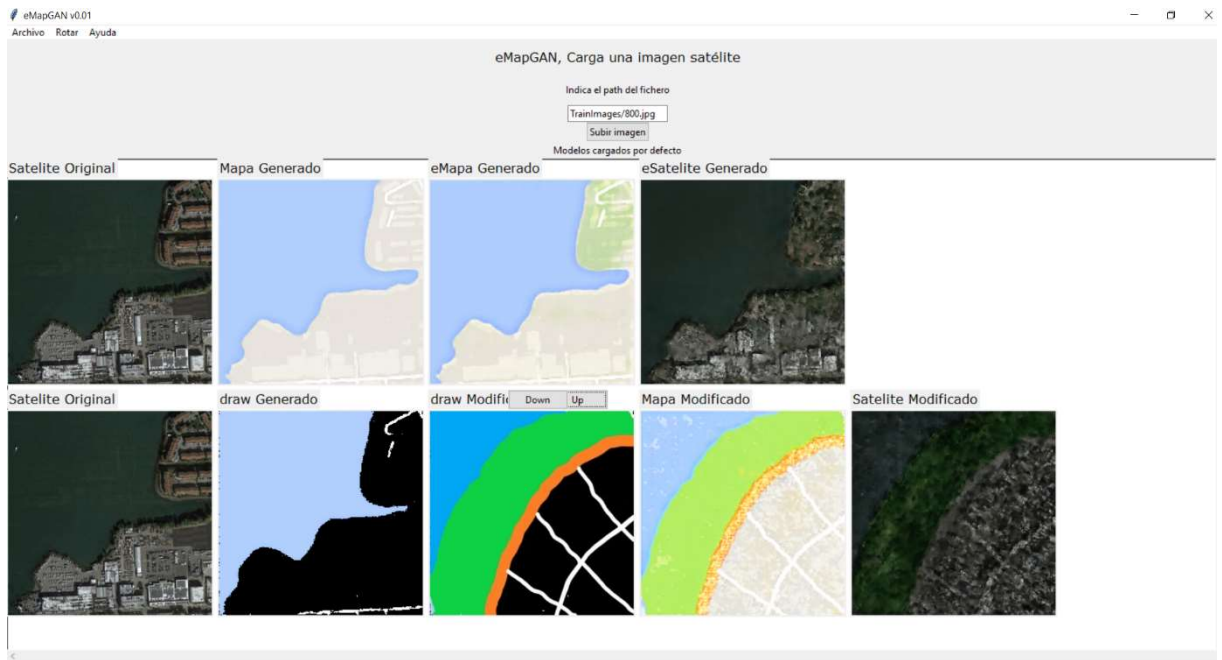 eMapGAN v0.01
Archivo Rotar Ayuda
eMapGAN, Carga una imagen satélite
Indica el path del fichero
TrainImages/800.jpg
Subir imagen
Modelos cargados por defecto
Satelite Original Mapa Generado eMapa Generado eSatelite Generado
Satelite Original draw Generado draw Modifi Down Up Mapa Modificado Satelite Modificado